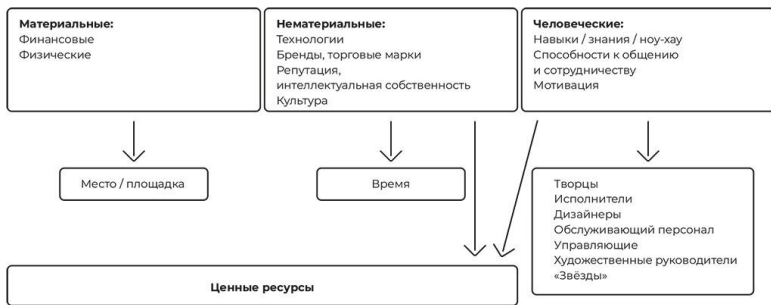 Материальные:
Финансовые
Физические
Нематериальные:
Технологии
Бренды, торговые марки
Репутация,
интеллектуальная собственность
Культура
Человеческие:
Навыки / знания / ноу-хау
Способности к общению
и сотрудничеству
Мотивация
Место / площадка
Время
Творцы
Исполнители
Дизайнеры
Обслуживающий персонал
Управляющие
Художественные руководители
«Звёзды»
Ценные ресурсы